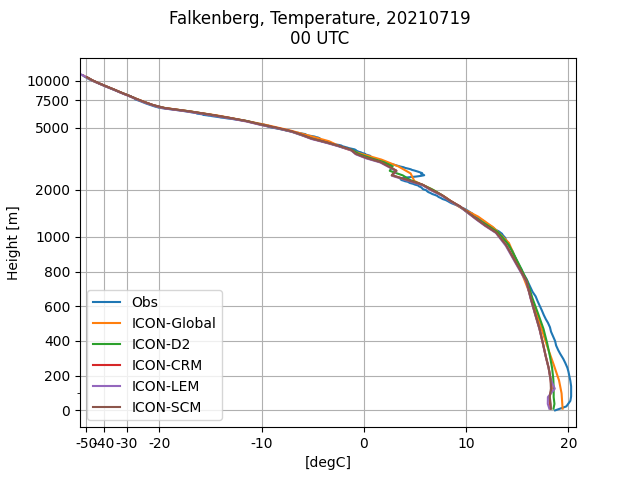 Falkenberg, Temperature, 20210719
00 UTC
10000
7500
5000
2000
1000
800
600
400
200
0
Height [m]
Obs
ICON-Global
ICON-D2
ICON-CRM
ICON-LEM
ICON-SCM
-50 -40 -30 -20 -10 0 10 20
[degC]